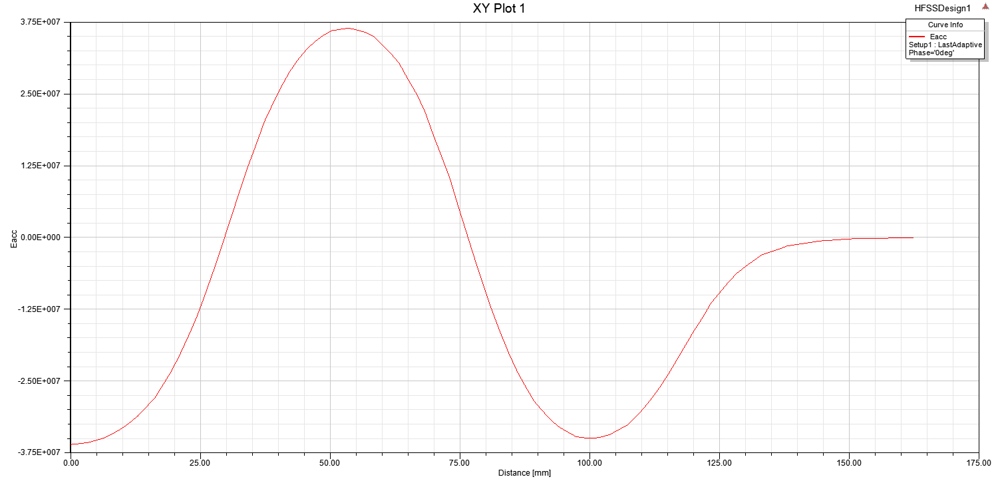 XY Plot 1
HFSSDesign1
Curve Info
Eacc
Setup1 : LastAdaptive
Phase='0deg'
3.75E+007
2.50E+007
1.25E+007
0.00E+000
-1.25E+007
-2.50E+007
-3.75E+007
Eacc
0.00 25.00 50.00 75.00 100.00 125.00 150.00 175.00
Distance [mm]